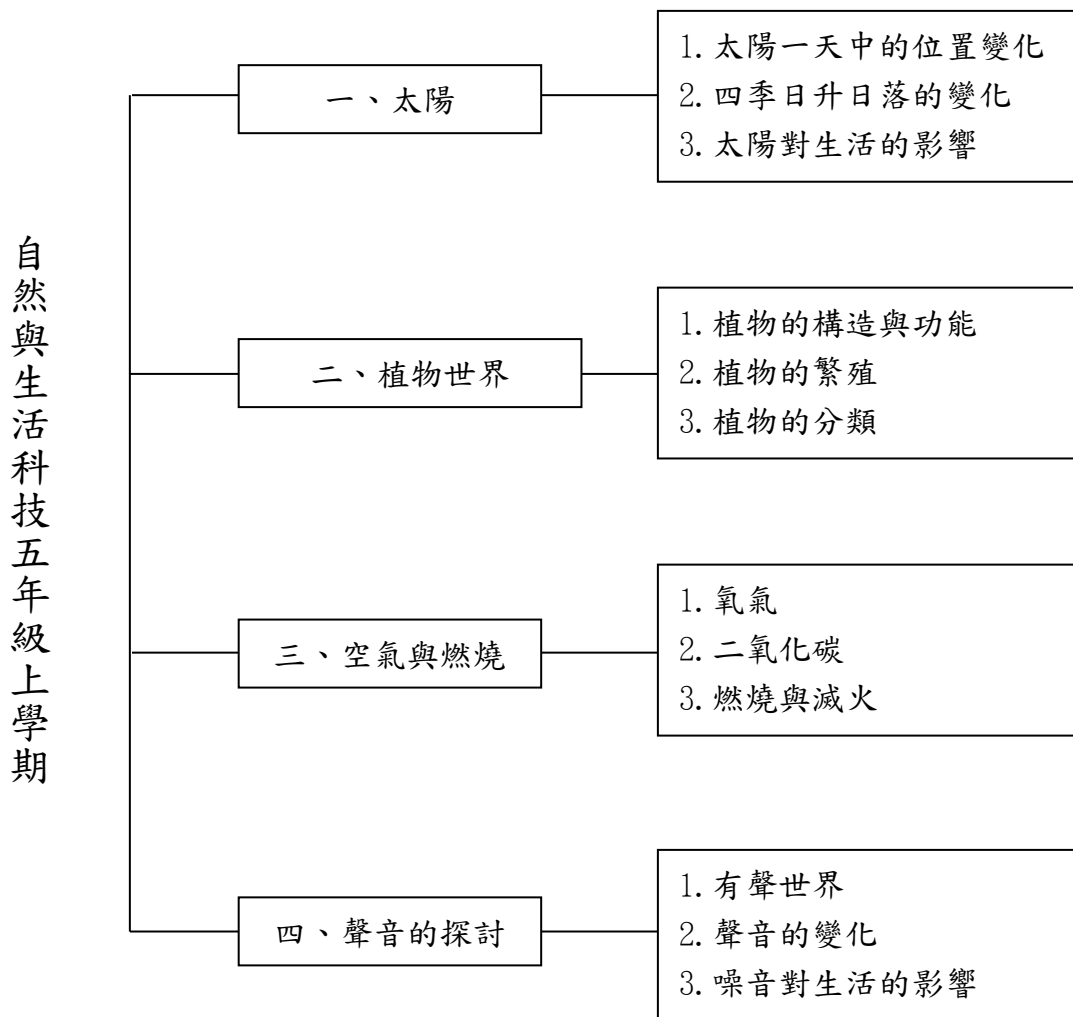 自然與生活科技五年級上學期
一、太陽
1. 太陽一天中的位置變化
2. 四季日升日落的變化
3. 太陽對生活的影響
二、植物世界
1. 植物的構造與功能
2. 植物的繁殖
3. 植物的分類
三、空氣與燃燒
1. 氧氣
2. 二氧化碳
3. 燃燒與滅火
四、聲音的探討
1. 有聲世界
2. 聲音的變化
3. 噪音對生活的影響